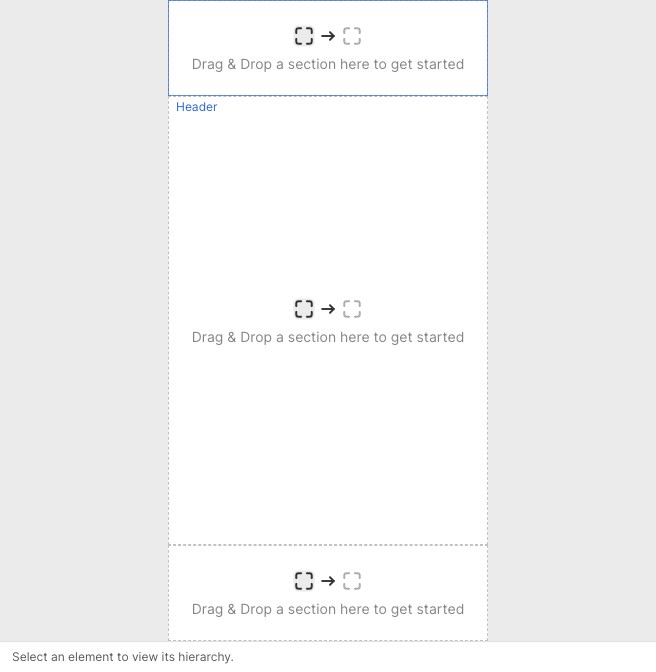 Drag & Drop a section here to get started
Header
Drag & Drop a section here to get started
Drag & Drop a section here to get started
Select an element to view its hierarchy.